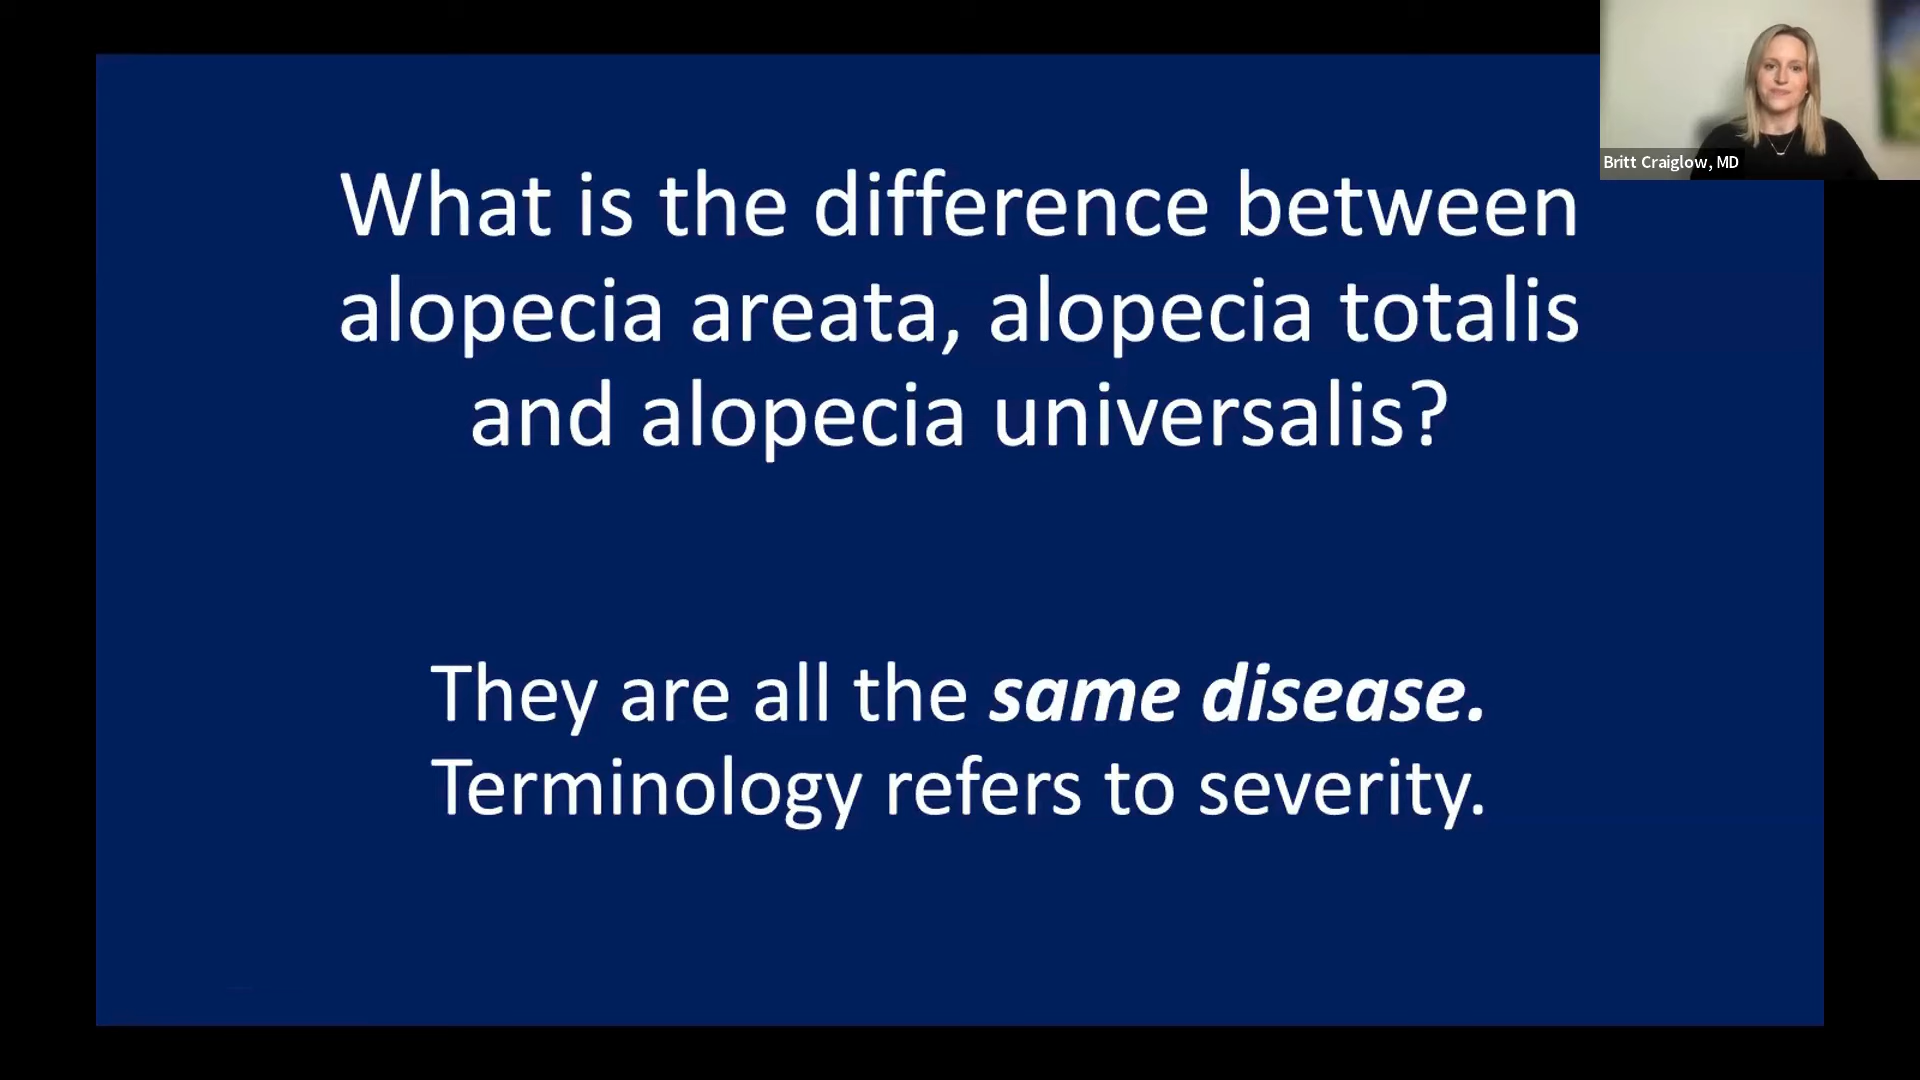 What is the difference between
alopecia areata, alopecia totalis
and alopecia universalis?
They are all the same disease.
Terminology refers to severity.
Britt Craiglow, MD